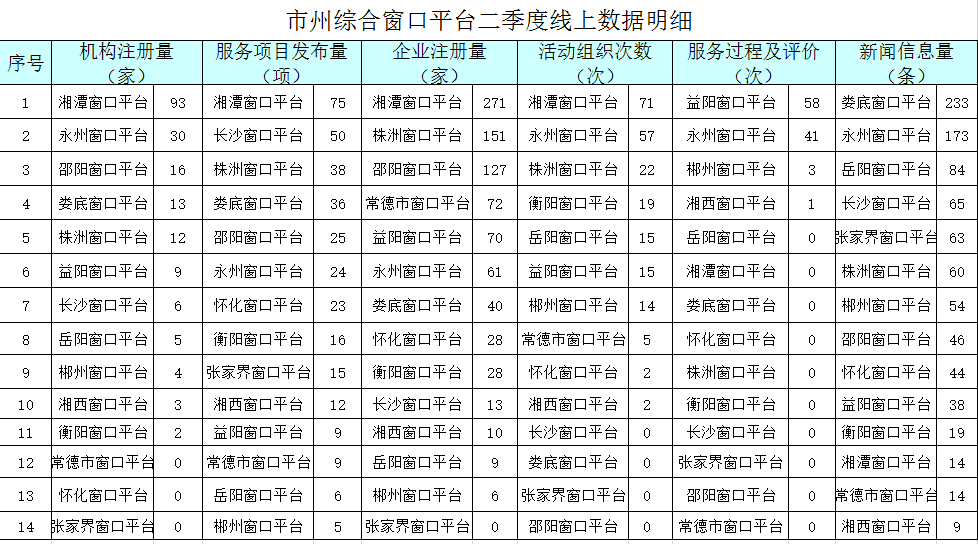 市州综合窗口平台二季度线上数据明细
序号 机构注册量（家） 服务项目发布量（项） 企业注册量（家） 活动组织次数（次） 服务过程及评价（次） 新闻信息量（条）
1 湘潭窗口平台 93 湘潭窗口平台 75 湘潭窗口平台 271 湘潭窗口平台 71 益阳窗口平台 58 娄底窗口平台 233
2 永州窗口平台 30 长沙窗口平台 50 株洲窗口平台 151 永州窗口平台 57 永州窗口平台 41 永州窗口平台 173
3 邵阳窗口平台 16 株洲窗口平台 38 邵阳窗口平台 127 株洲窗口平台 22 郴州窗口平台 3 岳阳窗口平台 84
4 娄底窗口平台 13 娄底窗口平台 36 常德市窗口平台 72 衡阳窗口平台 19 湘西窗口平台 1 长沙窗口平台 65
5 株洲窗口平台 12 邵阳窗口平台 25 益阳窗口平台 70 岳阳窗口平台 15 岳阳窗口平台 0 张家界窗口平台 63
6 益阳窗口平台 9 永州窗口平台 24 永州窗口平台 61 益阳窗口平台 15 湘潭窗口平台 0 株洲窗口平台 60
7 长沙窗口平台 6 怀化窗口平台 23 娄底窗口平台 40 郴州窗口平台 14 娄底窗口平台 0 郴州窗口平台 54
8 岳阳窗口平台 5 衡阳窗口平台 16 怀化窗口平台 28 常德市窗口平台 5 怀化窗口平台 0 邵阳窗口平台 46
9 郴州窗口平台 4 张家界窗口平台 15 衡阳窗口平台 28 怀化窗口平台 2 株洲窗口平台 0 怀化窗口平台 44
10 湘西窗口平台 3 湘西窗口平台 12 长沙窗口平台 13 湘西窗口平台 2 衡阳窗口平台 0 益阳窗口平台 38
11 衡阳窗口平台 2 益阳窗口平台 9 湘西窗口平台 10 长沙窗口平台 0 长沙窗口平台 0 衡阳窗口平台 19
12 常德市窗口平台 0 常德市窗口平台 9 岳阳窗口平台 9 娄底窗口平台 0 张家界窗口平台 0 湘潭窗口平台 14
13 怀化窗口平台 0 岳阳窗口平台 6 郴州窗口平台 6 张家界窗口平台 0 邵阳窗口平台 0 常德市窗口平台 14
14 张家界窗口平台 0 郴州窗口平台 5 张家界窗口平台 0 邵阳窗口平台 0 常德市窗口平台 0 湘西窗口平台 9